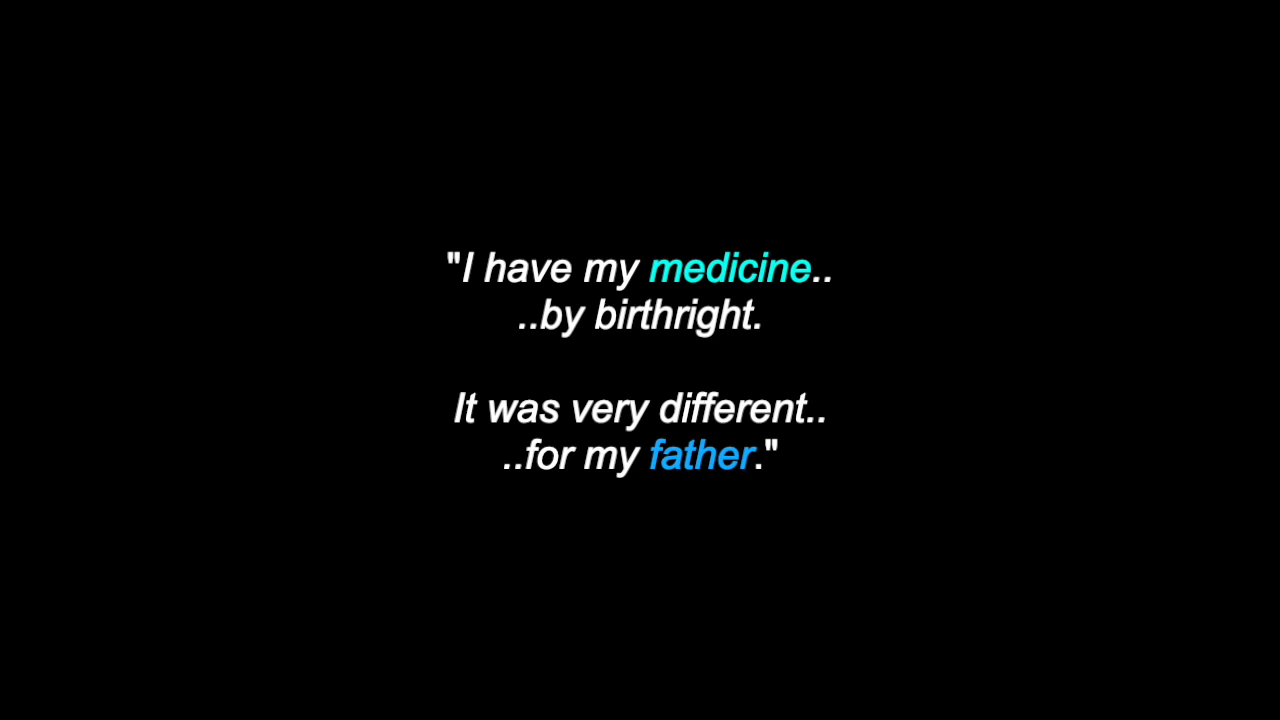 "I have my medicine..
..by birthright.
It was very different..
..for my father."